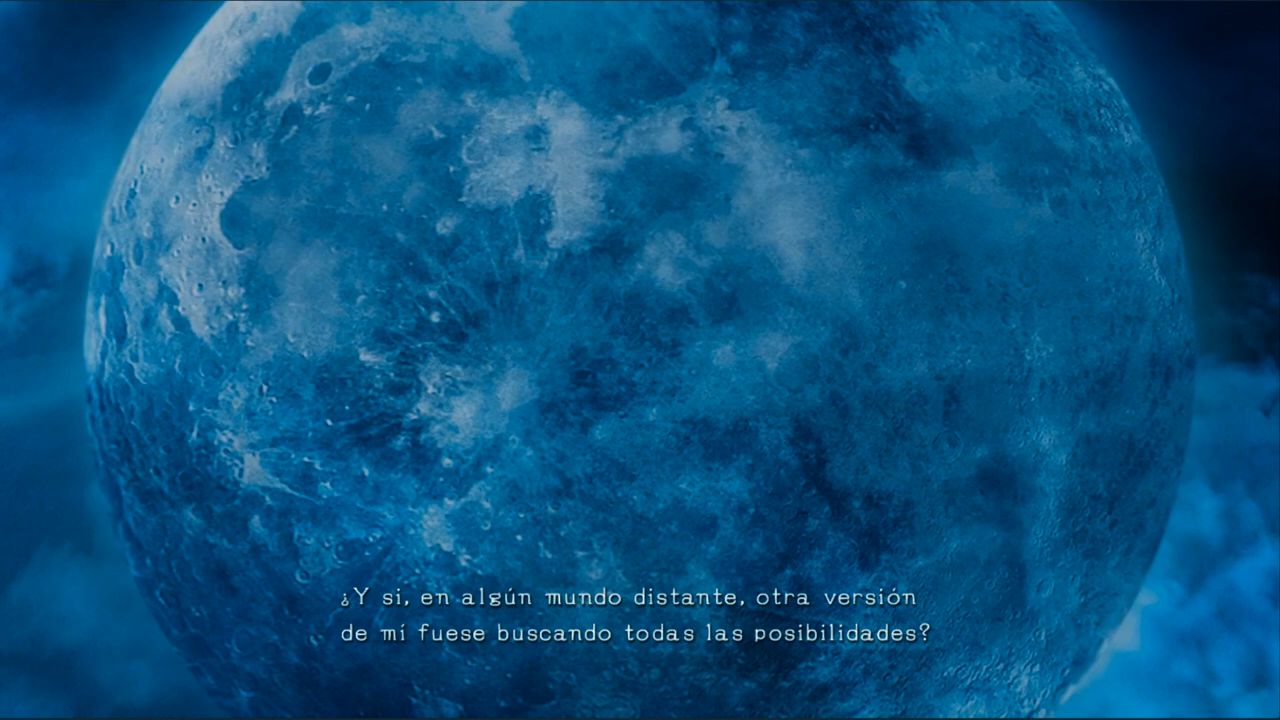 ¿Y si, en algún mundo distante, otra versión
de mí fuese buscando todas las posibilidades?